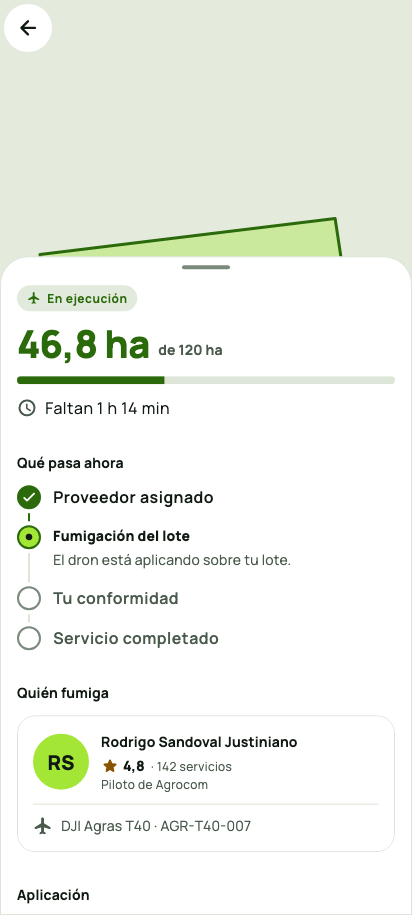 En ejecución
46,8 ha de 120 ha
Faltan 1 h 14 min
Qué pasa ahora
Proveedor asignado
Fumigación del lote
El dron está aplicando sobre tu lote.
Tu conformidad
Servicio completado
Quién fumiga
RS
Rodrigo Sandoval Justiniano
4,8 · 142 servicios
Piloto de Agrocom
DJI Agras T40 · AGR-T40-007
Aplicación